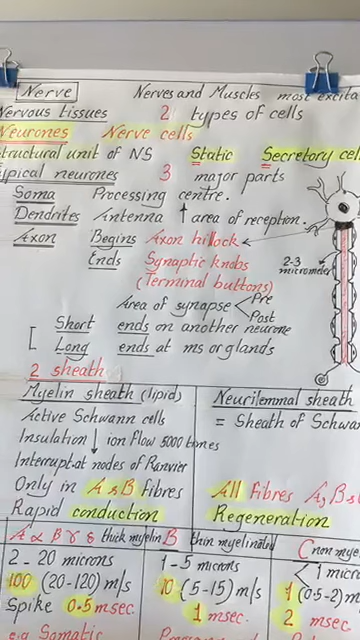 Nerve    Nerves and Muscles most excita
Nervous tissues    2    types of cells
Neurones    Nerve cells
structural unit of NS    Static    Secretory cel
Typical neurones    3    major parts
Soma    Processing centre.
Dendrites    Antenna ↑ area of reception.
Axon    Begins    Axon hillock
Ends    Synaptic knobs    2-3
(Terminal buttons)    micrometer
Area of synapse < Pre
Post
[ Short    ends on another neurone
Long    ends at ms or glands
2 sheath
Myelin sheath (lipid)    Neurilemmal sheath
Active Schwann cells    = Sheath of Schwa
Insulation ↓ ion flow 5000 times
Interrupt. at nodes of Ranvier
Only in A & B fibres    All fibres A, B &
Rapid conduction    Regeneration
A α β γ ε thick myelin    B thin myelinated    C non mye
2 - 20 microns    1 - 5 microns    < 1 micro
100 (20-120) m/s    10 (5-15) m/s    1 (0.5-2) m
Spike 0.5 msec.    1 msec.    2 msec.
e.g Somatic